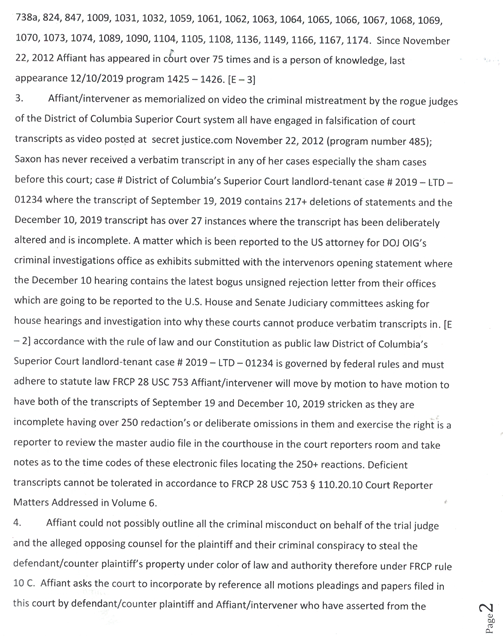 738a, 824, 847, 1009, 1031, 1032, 1059, 1061, 1062, 1063, 1064, 1065, 1066, 1067, 1068, 1069,
1070, 1073, 1074, 1089, 1090, 1104, 1105, 1108, 1136, 1149, 1166, 1167, 1174. Since November
22, 2012 Affiant has appeared in court over 75 times and is a person of knowledge, last
appearance 12/10/2019 program 1425 – 1426. [E – 3]
3. Affiant/intervener as memorialized on video the criminal mistreatment by the rogue judges
of the District of Columbia Superior Court system all have engaged in falsification of court
transcripts as video posted at secret justice.com November 22, 2012 (program number 485);
Saxon has never received a verbatim transcript in any of her cases especially the sham cases
before this court; case # District of Columbia's Superior Court landlord-tenant case # 2019 – LTD –
01234 where the transcript of September 19, 2019 contains 217+ deletions of statements and the
December 10, 2019 transcript has over 27 instances where the transcript has been deliberately
altered and is incomplete. A matter which is been reported to the US attorney for DOJ OIG's
criminal investigations office as exhibits submitted with the intervenors opening statement where
the December 10 hearing contains the latest bogus unsigned rejection letter from their offices
which are going to be reported to the U.S. House and Senate Judiciary committees asking for
house hearings and investigation into why these courts cannot produce verbatim transcripts in. [E
– 2] accordance with the rule of law and our Constitution as public law District of Columbia's
Superior Court landlord-tenant case # 2019 – LTD – 01234 is governed by federal rules and must
adhere to statute law FRCP 28 USC 753 Affiant/intervener will move by motion to have motion to
have both of the transcripts of September 19 and December 10, 2019 stricken as they are
incomplete having over 250 redaction's or deliberate omissions in them and exercise the right is a
reporter to review the master audio file in the courthouse in the court reporters room and take
notes as to the time codes of these electronic files locating the 250+ reactions. Deficient
transcripts cannot be tolerated in accordance to FRCP 28 USC 753 § 110.20.10 Court Reporter
Matters Addressed in Volume 6.
4. Affiant could not possibly outline all the criminal misconduct on behalf of the trial judge
and the alleged opposing counsel for the plaintiff and their criminal conspiracy to steal the
defendant/counter plaintiff's property under color of law and authority therefore under FRCP rule
10 C. Affiant asks the court to incorporate by reference all motions pleadings and papers filed in
this court by defendant/counter plaintiff and Affiant/intervener who have asserted from the
Page2